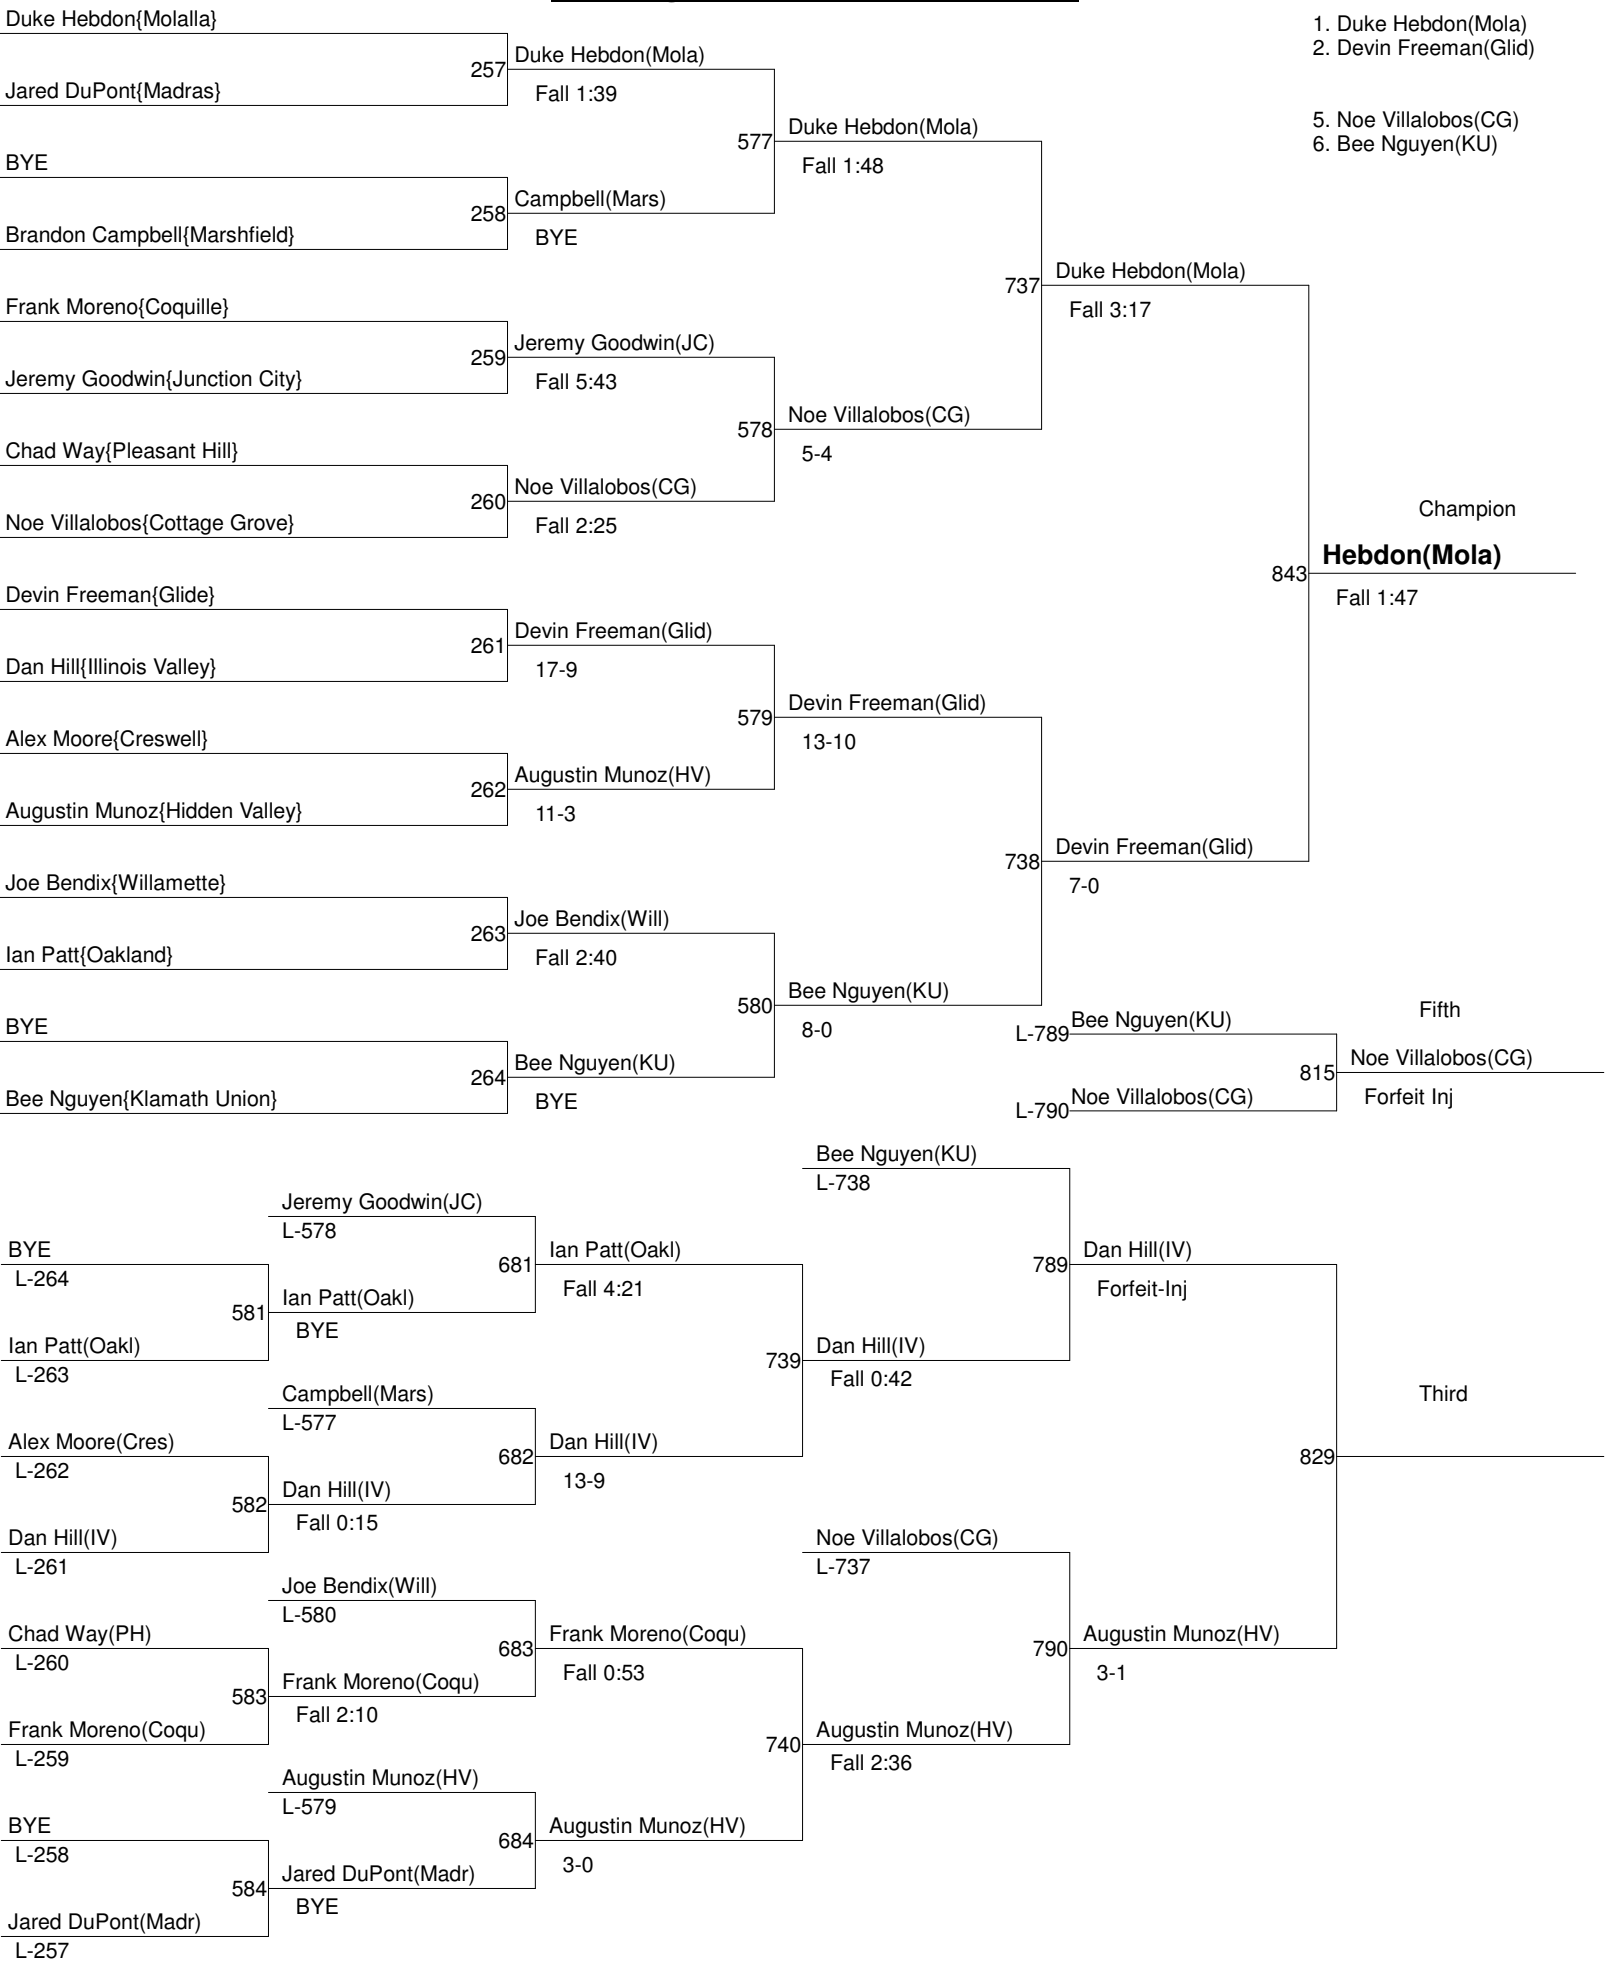 Duke Hebdon{Molalla}
1. Duke Hebdon(Mola)
2. Devin Freeman(Glid)
5. Noe Villalobos(CG)
6. Bee Nguyen(KU)
257
Duke Hebdon(Mola)
Fall 1:39
Jared DuPont{Madras}
577
Duke Hebdon(Mola)
Fall 1:48
BYE
258
Campbell(Mars)
BYE
Brandon Campbell{Marshfield}
737
Duke Hebdon(Mola)
Fall 3:17
Frank Moreno{Coquille}
259
Jeremy Goodwin(JC)
Fall 5:43
Jeremy Goodwin{Junction City}
578
Noe Villalobos(CG)
5-4
Chad Way{Pleasant Hill}
260
Noe Villalobos(CG)
Fall 2:25
Noe Villalobos{Cottage Grove}
Champion
843
Hebdon(Mola)
Fall 1:47
Devin Freeman{Glide}
261
Devin Freeman(Glid)
17-9
Dan Hill{Illinois Valley}
579
Devin Freeman(Glid)
13-10
Alex Moore{Creswell}
262
Augustin Munoz(HV)
11-3
Augustin Munoz{Hidden Valley}
738
Devin Freeman(Glid)
7-0
Joe Bendix{Willamette}
263
Joe Bendix(Will)
Fall 2:40
Ian Patt{Oakland}
580
Bee Nguyen(KU)
8-0
BYE
264
Bee Nguyen(KU)
BYE
Bee Nguyen{Klamath Union}
Fifth
L-789
Bee Nguyen(KU)
815
Noe Villalobos(CG)
Forfeit Inj
L-790
Noe Villalobos(CG)
Bee Nguyen(KU)
L-738
Jeremy Goodwin(JC)
L-578
BYE
L-264
681
Ian Patt(Oakl)
Fall 4:21
789
Dan Hill(IV)
Forfeit-Inj
581
Ian Patt(Oakl)
BYE
Ian Patt(Oakl)
L-263
739
Dan Hill(IV)
Fall 0:42
Campbell(Mars)
L-577
Third
Alex Moore(Cres)
L-262
682
Dan Hill(IV)
13-9
829
582
Dan Hill(IV)
Fall 0:15
Dan Hill(IV)
L-261
Noe Villalobos(CG)
L-737
Joe Bendix(Will)
L-580
Chad Way(PH)
L-260
683
Frank Moreno(Coqu)
Fall 0:53
790
Augustin Munoz(HV)
3-1
583
Frank Moreno(Coqu)
Fall 2:10
Frank Moreno(Coqu)
L-259
740
Augustin Munoz(HV)
Fall 2:36
Augustin Munoz(HV)
L-579
BYE
L-258
684
Augustin Munoz(HV)
3-0
584
Jared DuPont(Madr)
BYE
Jared DuPont(Madr)
L-257